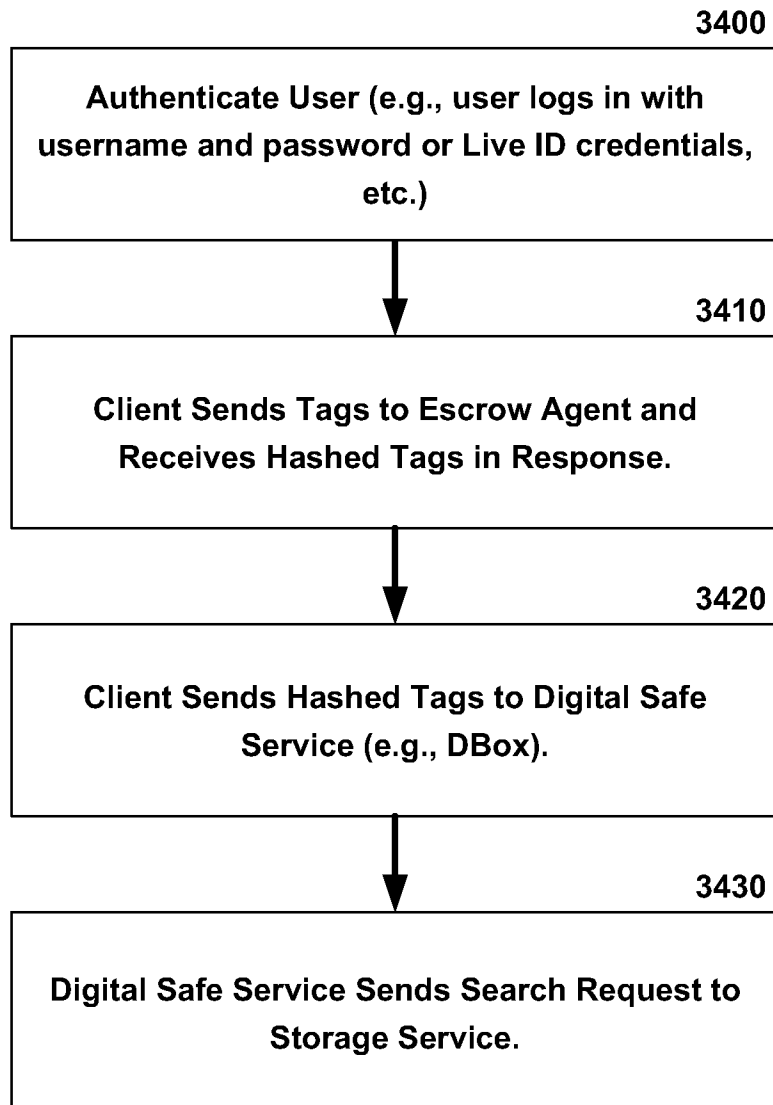 3400
Authenticate User (e.g., user logs in with
username and password or Live ID credentials,
etc.)
3410
Client Sends Tags to Escrow Agent and
Receives Hashed Tags in Response.
3420
Client Sends Hashed Tags to Digital Safe
Service (e.g., DBox).
3430
Digital Safe Service Sends Search Request to
Storage Service.